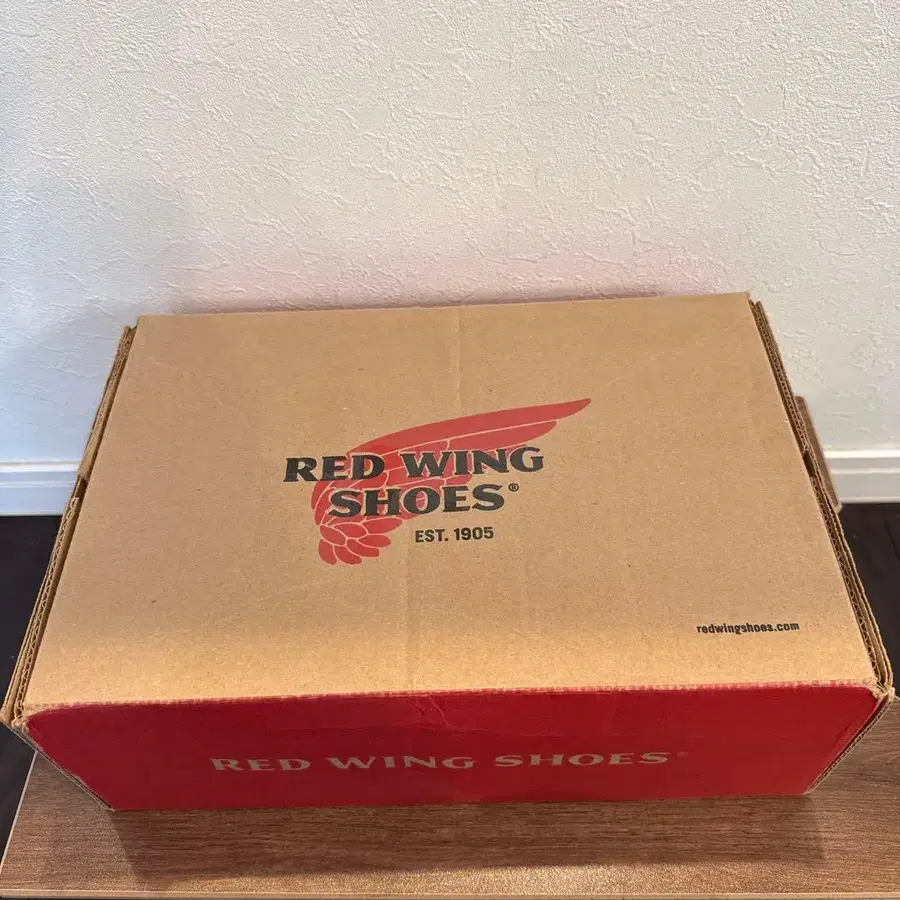 RED WING
SHOES®
EST. 1905
redwingshoes.com
RED WING SHOES®